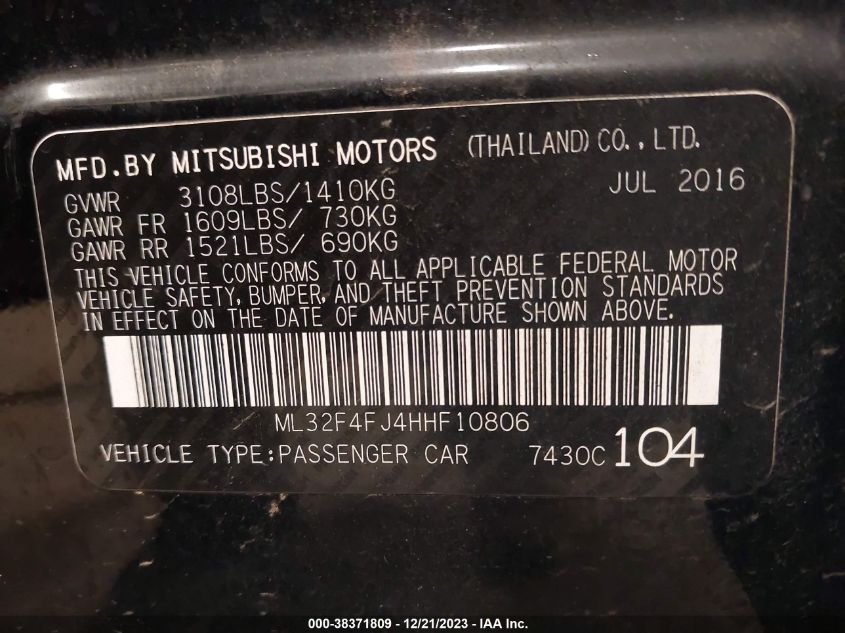 MFD.BY MITSUBISHI MOTORS (THAILAND) CO., LTD.
GVWR 3108LBS/1410KG JUL 2016
GAWR FR 1609LBS/ 730KG
GAWR RR 1521LBS/ 690KG
THIS VEHICLE CONFORMS TO ALL APPLICABLE FEDERAL MOTOR
VEHICLE SAFETY, BUMPER, AND THEFT PREVENTION STANDARDS
IN EFFECT ON THE DATE OF MANUFACTURE SHOWN ABOVE.
ML32F4FJ4HHF10806
VEHICLE TYPE:PASSENGER CAR 7430C 104
000-38371809 - 12/21/2023 - IAA Inc.